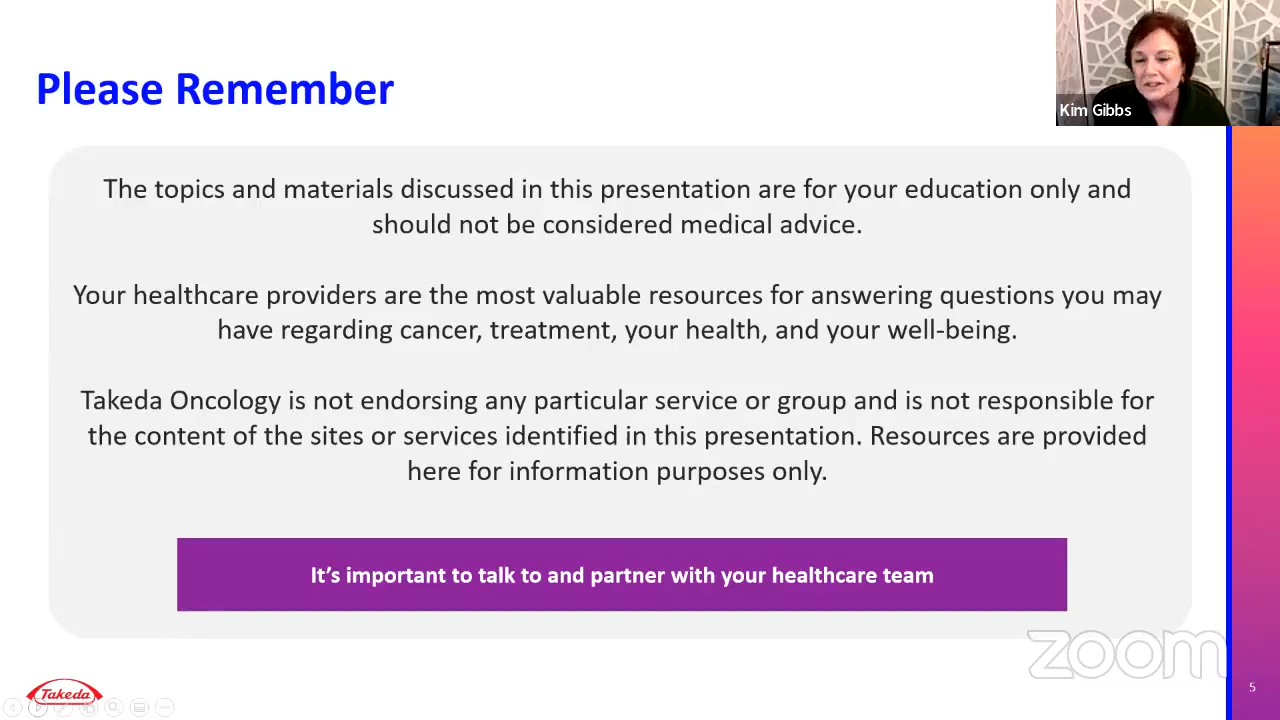 Please Remember
Kim Gibbs
The topics and materials discussed in this presentation are for your education only and
should not be considered medical advice.
Your healthcare providers are the most valuable resources for answering questions you may
have regarding cancer, treatment, your health, and your well-being.
Takeda Oncology is not endorsing any particular service or group and is not responsible for
the content of the sites or services identified in this presentation. Resources are provided
here for information purposes only.
It's important to talk to and partner with your healthcare team
zoom
Takeda
5